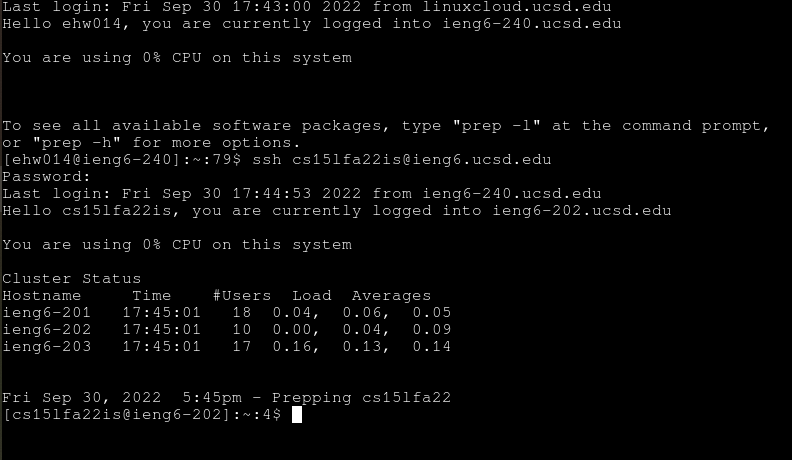 Last login: Fri Sep 30 17:43:00 2022 from linuxcloud.ucsd.edu
Hello ehw014, you are currently logged into ieng6-240.ucsd.edu
You are using 0% CPU on this system
To see all available software packages, type "prep -l" at the command prompt,
or "prep -h" for more options.
[ehw014@ieng6-240]:~:79$ ssh cs15lfa22is@ieng6.ucsd.edu
Password:
Last login: Fri Sep 30 17:44:53 2022 from ieng6-240.ucsd.edu
Hello cs15lfa22is, you are currently logged into ieng6-202.ucsd.edu
You are using 0% CPU on this system
Cluster Status
Hostname     Time    #Users  Load  Averages
ieng6-201   17:45:01   18  0.04,  0.06,  0.05
ieng6-202   17:45:01   10  0.00,  0.04,  0.09
ieng6-203   17:45:01   17  0.16,  0.13,  0.14
Fri Sep 30, 2022  5:45pm - Prepping cs15lfa22
[cs15lfa22is@ieng6-202]:~:4$